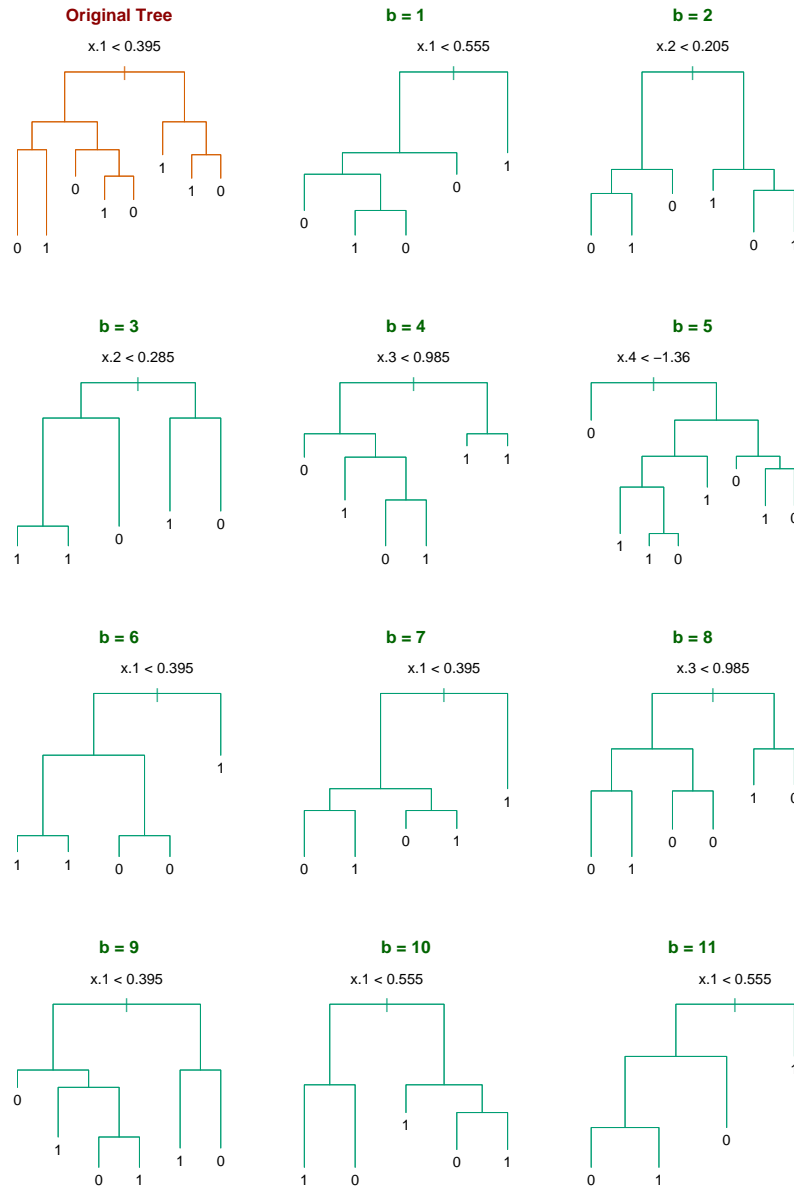 Original Tree
b = 1
b = 2
x.1 < 0.395
x.1 < 0.555
x.2 < 0.205
0 1 0 1 0 1 1 0
0 1 0 0 1
0 1 0 1 0 1
b = 3
b = 4
b = 5
x.2 < 0.285
x.3 < 0.985
x.4 < −1.36
1 1 0 1 0
0 1 0 1 1 1
0 1 1 0 1 0 1
b = 6
b = 7
b = 8
x.1 < 0.395
x.1 < 0.395
x.3 < 0.985
1 1 0 0 1
0 1 0 1 1
0 1 0 0 1
b = 9
b = 10
b = 11
x.1 < 0.395
x.1 < 0.555
x.1 < 0.555
0 1 0 1 1 0
1 0 1 0 1
0 1 0